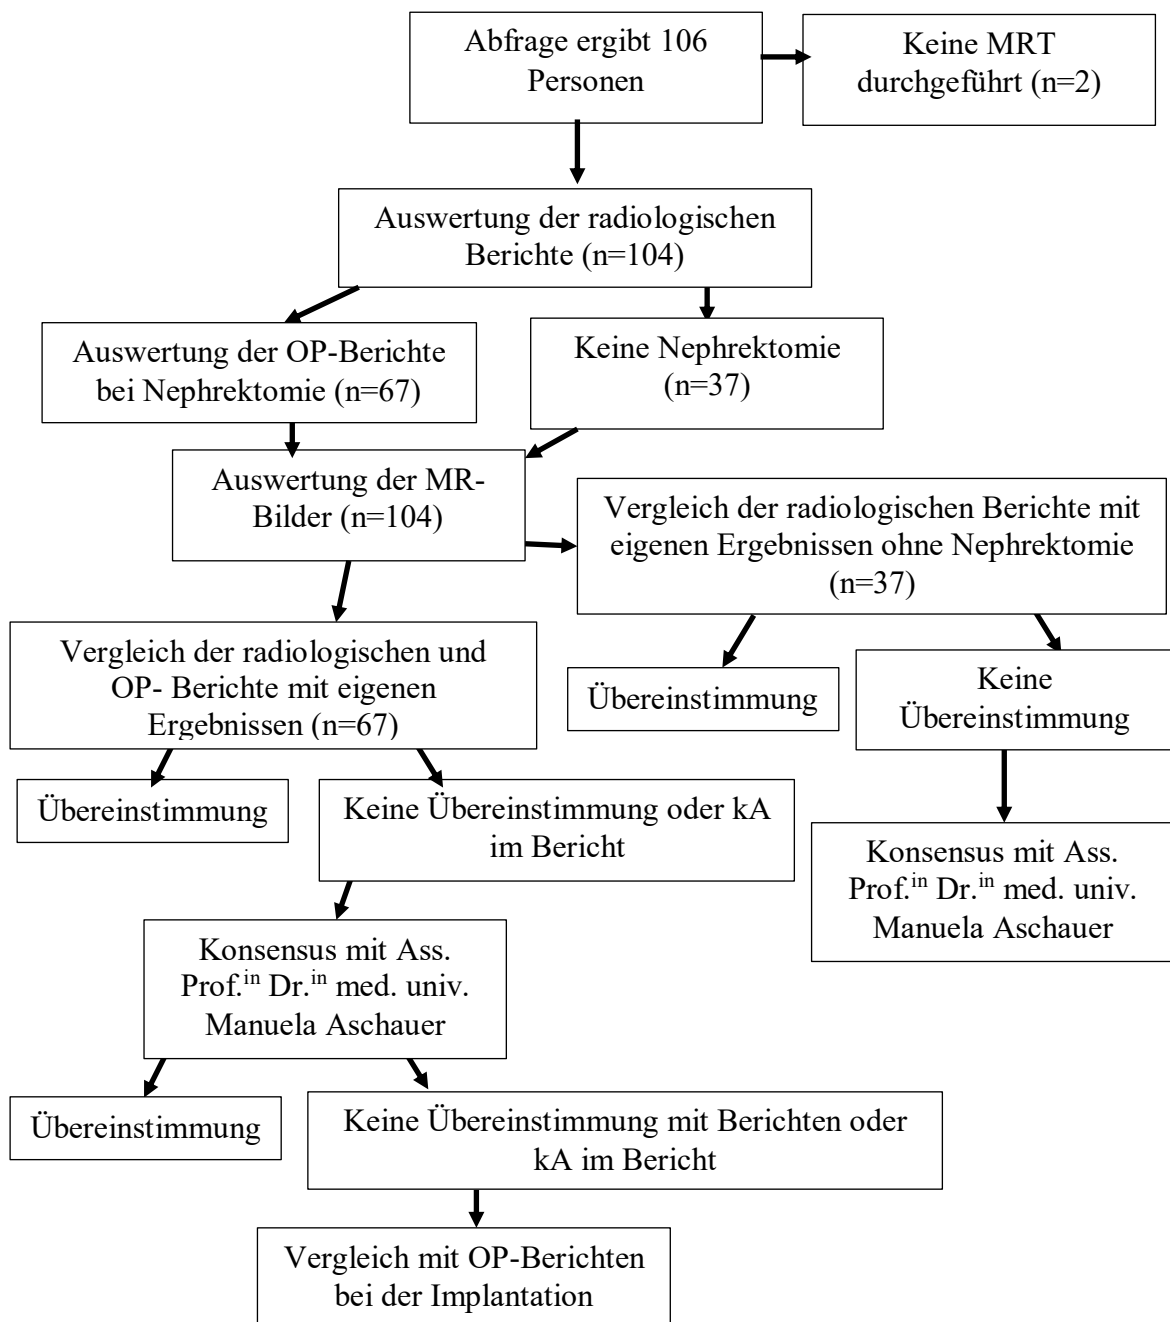 Abfrage ergibt 106
Personen
Keine MRT
durchgeführt (n=2)
Auswertung der radiologischen
Berichte (n=104)
Auswertung der OP-Berichte
bei Nephrektomie (n=67)
Keine Nephrektomie
(n=37)
Auswertung der MR-
Bilder (n=104)
Vergleich der radiologischen Berichte mit
eigenen Ergebnissen ohne Nephrektomie
(n=37)
Vergleich der radiologischen und
OP- Berichte mit eigenen
Ergebnissen (n=67)
Übereinstimmung
Keine
Übereinstimmung
Übereinstimmung
Keine Übereinstimmung oder kA
im Bericht
Konsensus mit Ass.
Prof.in Dr.in med. univ.
Manuela Aschauer
Konsensus mit Ass.
Prof.in Dr.in med. univ.
Manuela Aschauer
Übereinstimmung
Keine Übereinstimmung mit Berichten oder
kA im Bericht
Vergleich mit OP-Berichten
bei der Implantation